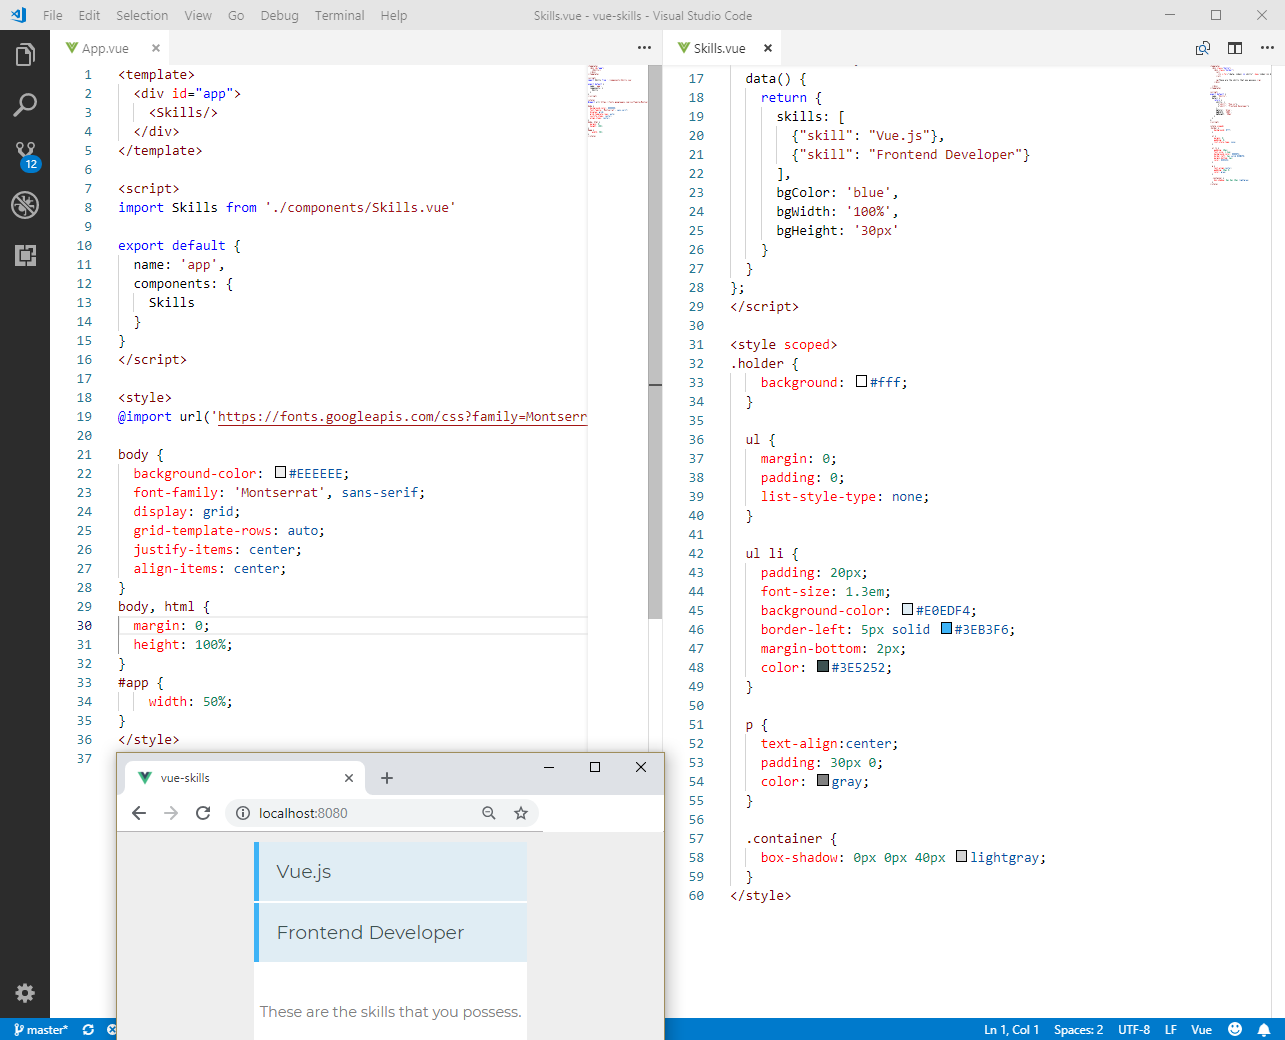 File Edit Selection View Go Debug Terminal Help
Skills.vue - vue-skills - Visual Studio Code
App.vue
12
1 <template>
2 <div id="app">
3 <Skills/>
4 </div>
5 </template>
6
7 <script>
8 import Skills from './components/Skills.vue'
9
10 export default {
11 name: 'app',
12 components: {
13 Skills
14 }
15 }
16 </script>
17
18 <style>
19 @import url('https://fonts.googleapis.com/css?family=Montserr
20
21 body {
22 background-color: #EEEEEE;
23 font-family: 'Montserrat', sans-serif;
24 display: grid;
25 grid-template-rows: auto;
26 justify-items: center;
27 align-items: center;
28 }
29 body, html {
30 margin: 0;
31 height: 100%;
32 }
33 #app {
34 width: 50%;
35 }
36 </style>
37
Skills.vue
17 data() {
18 return {
19 skills: [
20 {"skill": "Vue.js"},
21 {"skill": "Frontend Developer"}
22 ],
23 bgColor: 'blue',
24 bgWidth: '100%',
25 bgHeight: '30px'
26 }
27 }
28 };
29 </script>
30
31 <style scoped>
32 .holder {
33 background: #fff;
34 }
35
36 ul {
37 margin: 0;
38 padding: 0;
39 list-style-type: none;
40 }
41
42 ul li {
43 padding: 20px;
44 font-size: 1.3em;
45 background-color: #E0EDF4;
46 border-left: 5px solid #3EB3F6;
47 margin-bottom: 2px;
48 color: #3E5252;
49 }
50
51 p {
52 text-align:center;
53 padding: 30px 0;
54 color: gray;
55 }
56
57 .container {
58 box-shadow: 0px 0px 40px lightgray;
59 }
60 </style>
vue-skills
localhost:8080
Vue.js
Frontend Developer
These are the skills that you possess.
master*
Ln 1, Col 1 Spaces: 2 UTF-8 LF Vue